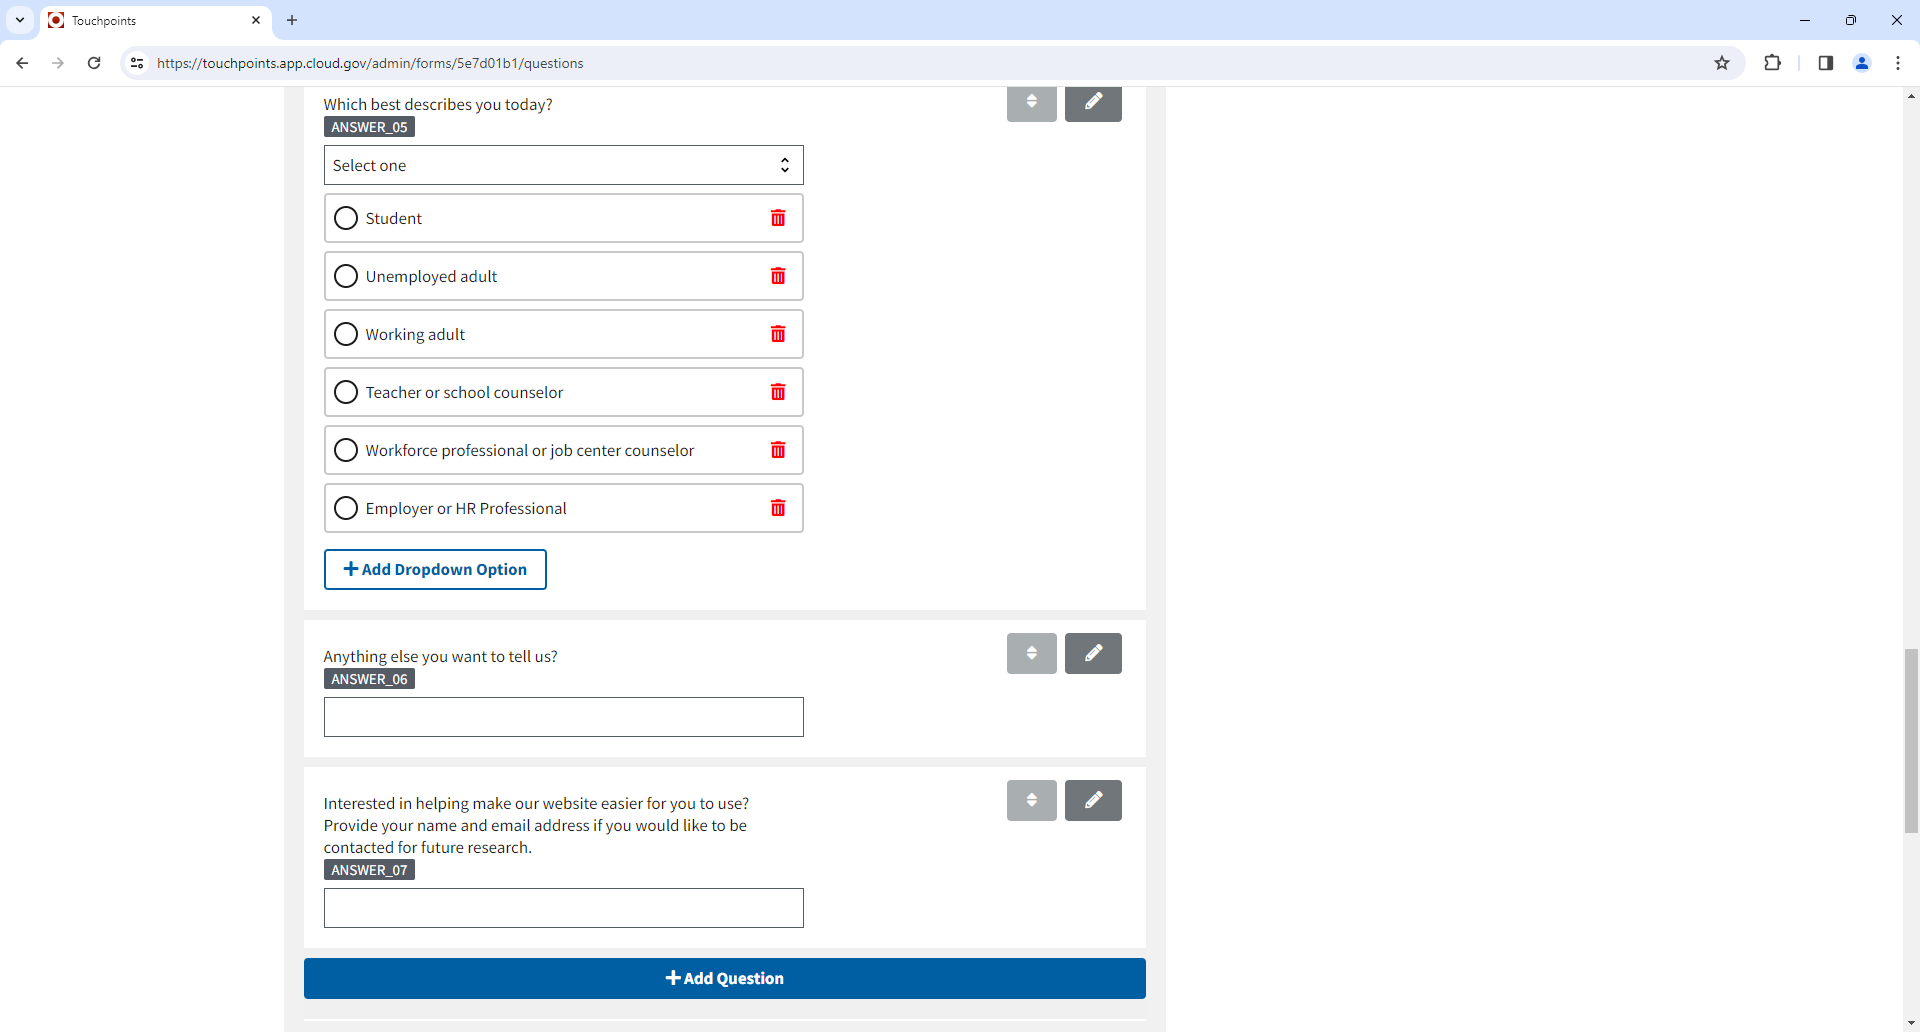 Touchpoints
https://touchpoints.app.cloud.gov/admin/forms/5e7d01b1/questions
Which best describes you today?
ANSWER_05
Select one
Student
Unemployed adult
Working adult
Teacher or school counselor
Workforce professional or job center counselor
Employer or HR Professional
Add Dropdown Option
Anything else you want to tell us?
ANSWER_06
Interested in helping make our website easier for you to use?
Provide your name and email address if you would like to be
contacted for future research.
ANSWER_07
Add Question